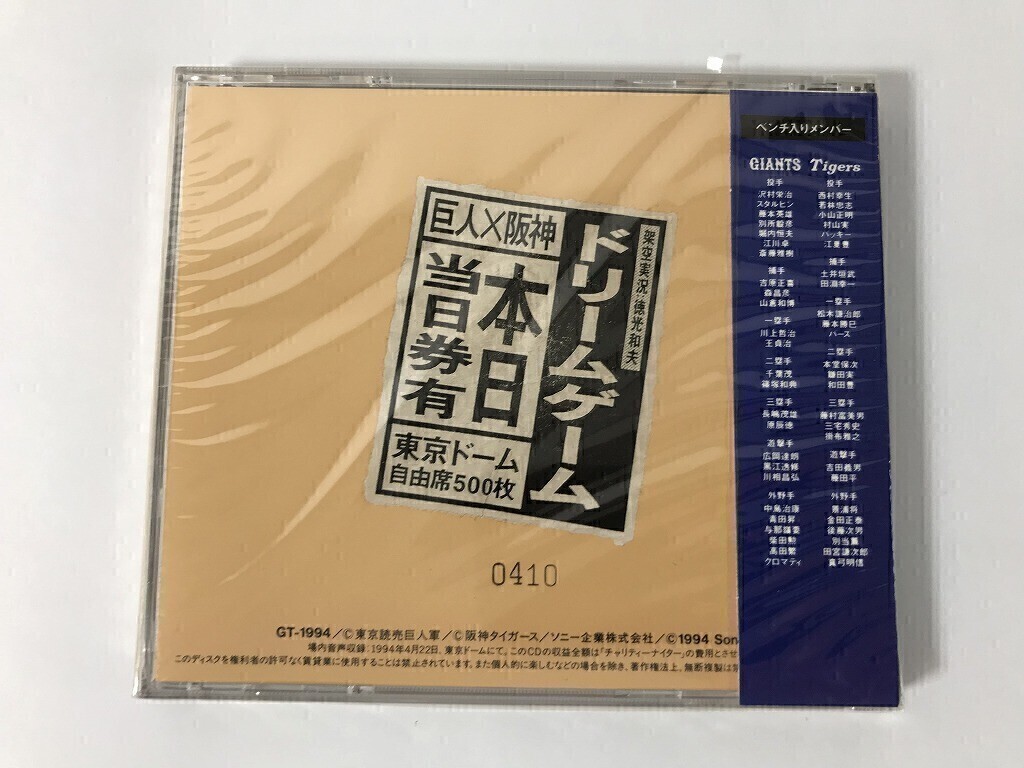 巨人×阪神
本日
当日券有
東京ドーム
自由席500枚
架空実況 徳光和夫
ドリームゲーム
0410
GT-1994／©東京読売巨人軍／©阪神タイガース／ソニー企業株式会社／©1994 Son
場内音声収録：1994年4月22日、東京ドームにて。このCDの収益全額は「チャリティーナイター」の費用とさせ
このディスクを権利者の許可なく賃貸業に使用することは禁止されています。また個人的に楽しむなどの場合を除き、著作権法上、無断複製は
ベンチ入りメンバー
GIANTS
投手
沢村栄治
スタルヒン
藤本英雄
別所毅彦
堀内恒夫
江川卓
斎藤雅樹
捕手
吉原正喜
森昌彦
山倉和博
一塁手
川上哲治
王貞治
二塁手
千葉茂
篠塚和典
三塁手
長嶋茂雄
原辰徳
遊撃手
広岡達朗
黒江透修
川相昌弘
外野手
中島治康
青田昇
与那嶺要
柴田勲
高田繁
クロマティ
Tigers
投手
西村幸生
若林忠志
小山正明
村山実
バッキー
江夏豊
捕手
土井垣武
田淵幸一
一塁手
松木謙治郎
藤本勝巳
バース
二塁手
本堂保次
鎌田実
和田豊
三塁手
藤村富美男
三宅秀史
掛布雅之
遊撃手
吉田義男
藤田平
外野手
景浦将
金田正泰
後藤次男
別当薫
田宮謙次郎
真弓明信